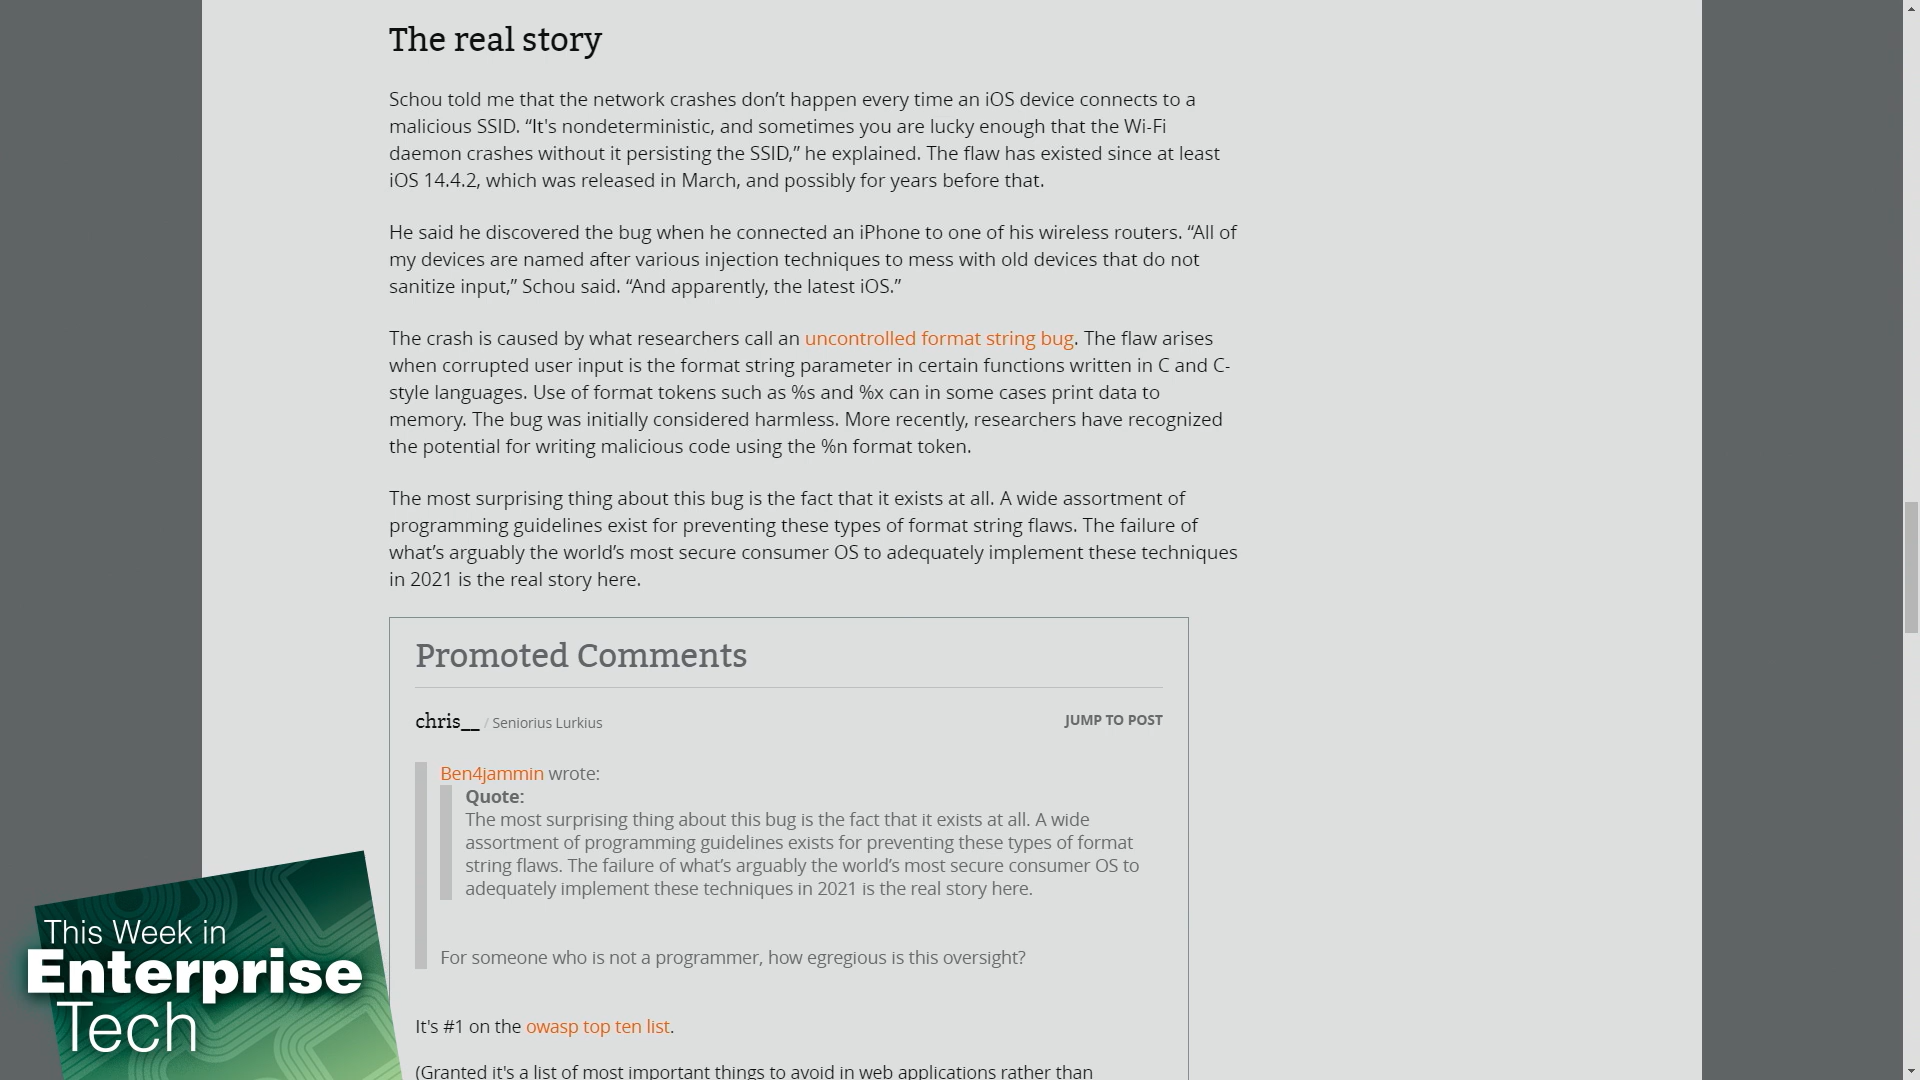 The real story
Schou told me that the network crashes don’t happen every time an iOS device connects to a
malicious SSID. “It's nondeterministic, and sometimes you are lucky enough that the Wi-Fi
daemon crashes without it persisting the SSID,” he explained. The flaw has existed since at least
iOS 14.4.2, which was released in March, and possibly for years before that.
He said he discovered the bug when he connected an iPhone to one of his wireless routers. “All of
my devices are named after various injection techniques to mess with old devices that do not
sanitize input,” Schou said. “And apparently, the latest iOS.”
The crash is caused by what researchers call an uncontrolled format string bug. The flaw arises
when corrupted user input is the format string parameter in certain functions written in C and C-
style languages. Use of format tokens such as %s and %x can in some cases print data to
memory. The bug was initially considered harmless. More recently, researchers have recognized
the potential for writing malicious code using the %n format token.
The most surprising thing about this bug is the fact that it exists at all. A wide assortment of
programming guidelines exist for preventing these types of format string flaws. The failure of
what’s arguably the world’s most secure consumer OS to adequately implement these techniques
in 2021 is the real story here.
Promoted Comments
chris__ / Seniorius Lurkius JUMP TO POST
Ben4jammin wrote:
Quote:
The most surprising thing about this bug is the fact that it exists at all. A wide
assortment of programming guidelines exists for preventing these types of format
string flaws. The failure of what’s arguably the world’s most secure consumer OS to
adequately implement these techniques in 2021 is the real story here.
For someone who is not a programmer, how egregious is this oversight?
It's #1 on the owasp top ten list.
(Granted it's a list of most important things to avoid in web applications rather than
This Week in
Enterprise
Tech